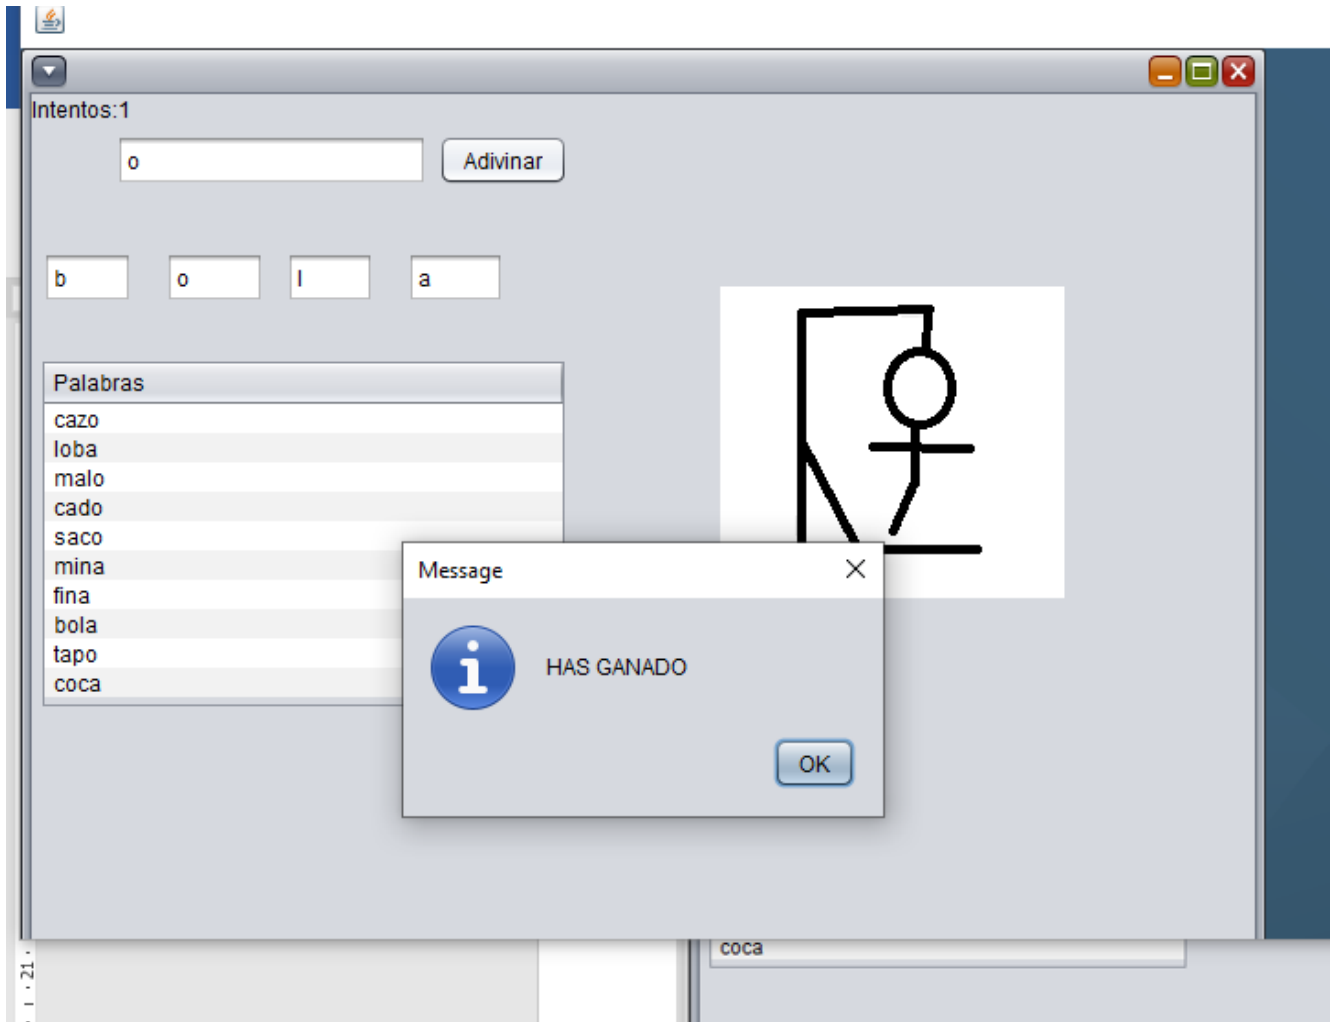 Intentos:1
o
Adivinar
b o l a
Palabras
cazo
loba
malo
cado
saco
mina
fina
bola
tapo
coca
Message
HAS GANADO
OK
coca
21